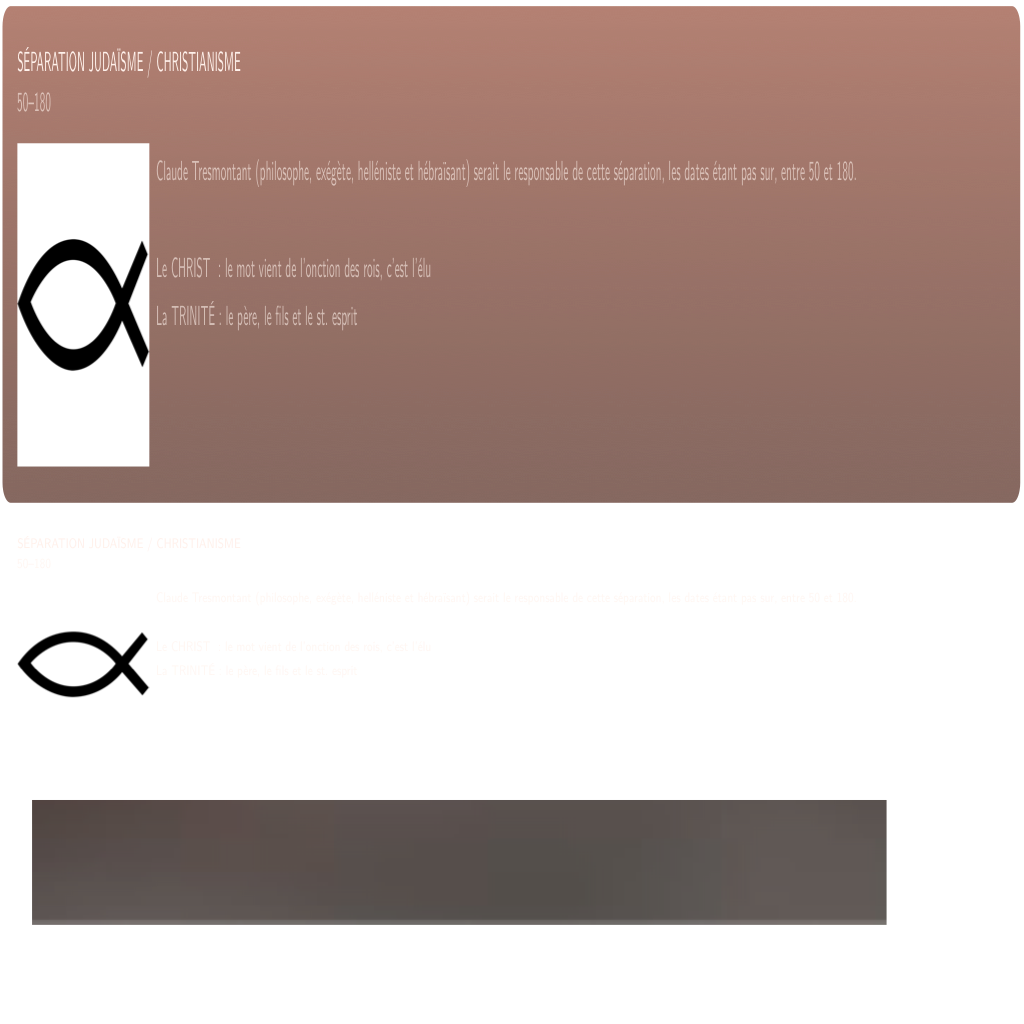 SÉPARATION JUDAÏSME / CHRISTIANISME
50–180
Claude Tresmontant (philosophe, exégète, helléniste et hébraïsant) serait le responsable de cette séparation, les dates étant pas sur, entre 50 et 180.
Le CHRIST : le mot vient de l'onction des rois, c'est l'élu
La TRINITÉ : le père, le fils et le st. esprit
SÉPARATION JUDAÏSME / CHRISTIANISME
50–180
Claude Tresmontant (philosophe, exégète, helléniste et hébraïsant) serait le responsable de cette séparation, les dates étant pas sur, entre 50 et 180.
Le CHRIST : le mot vient de l'onction des rois, c'est l'élu
La TRINITÉ : le père, le fils et le st. esprit